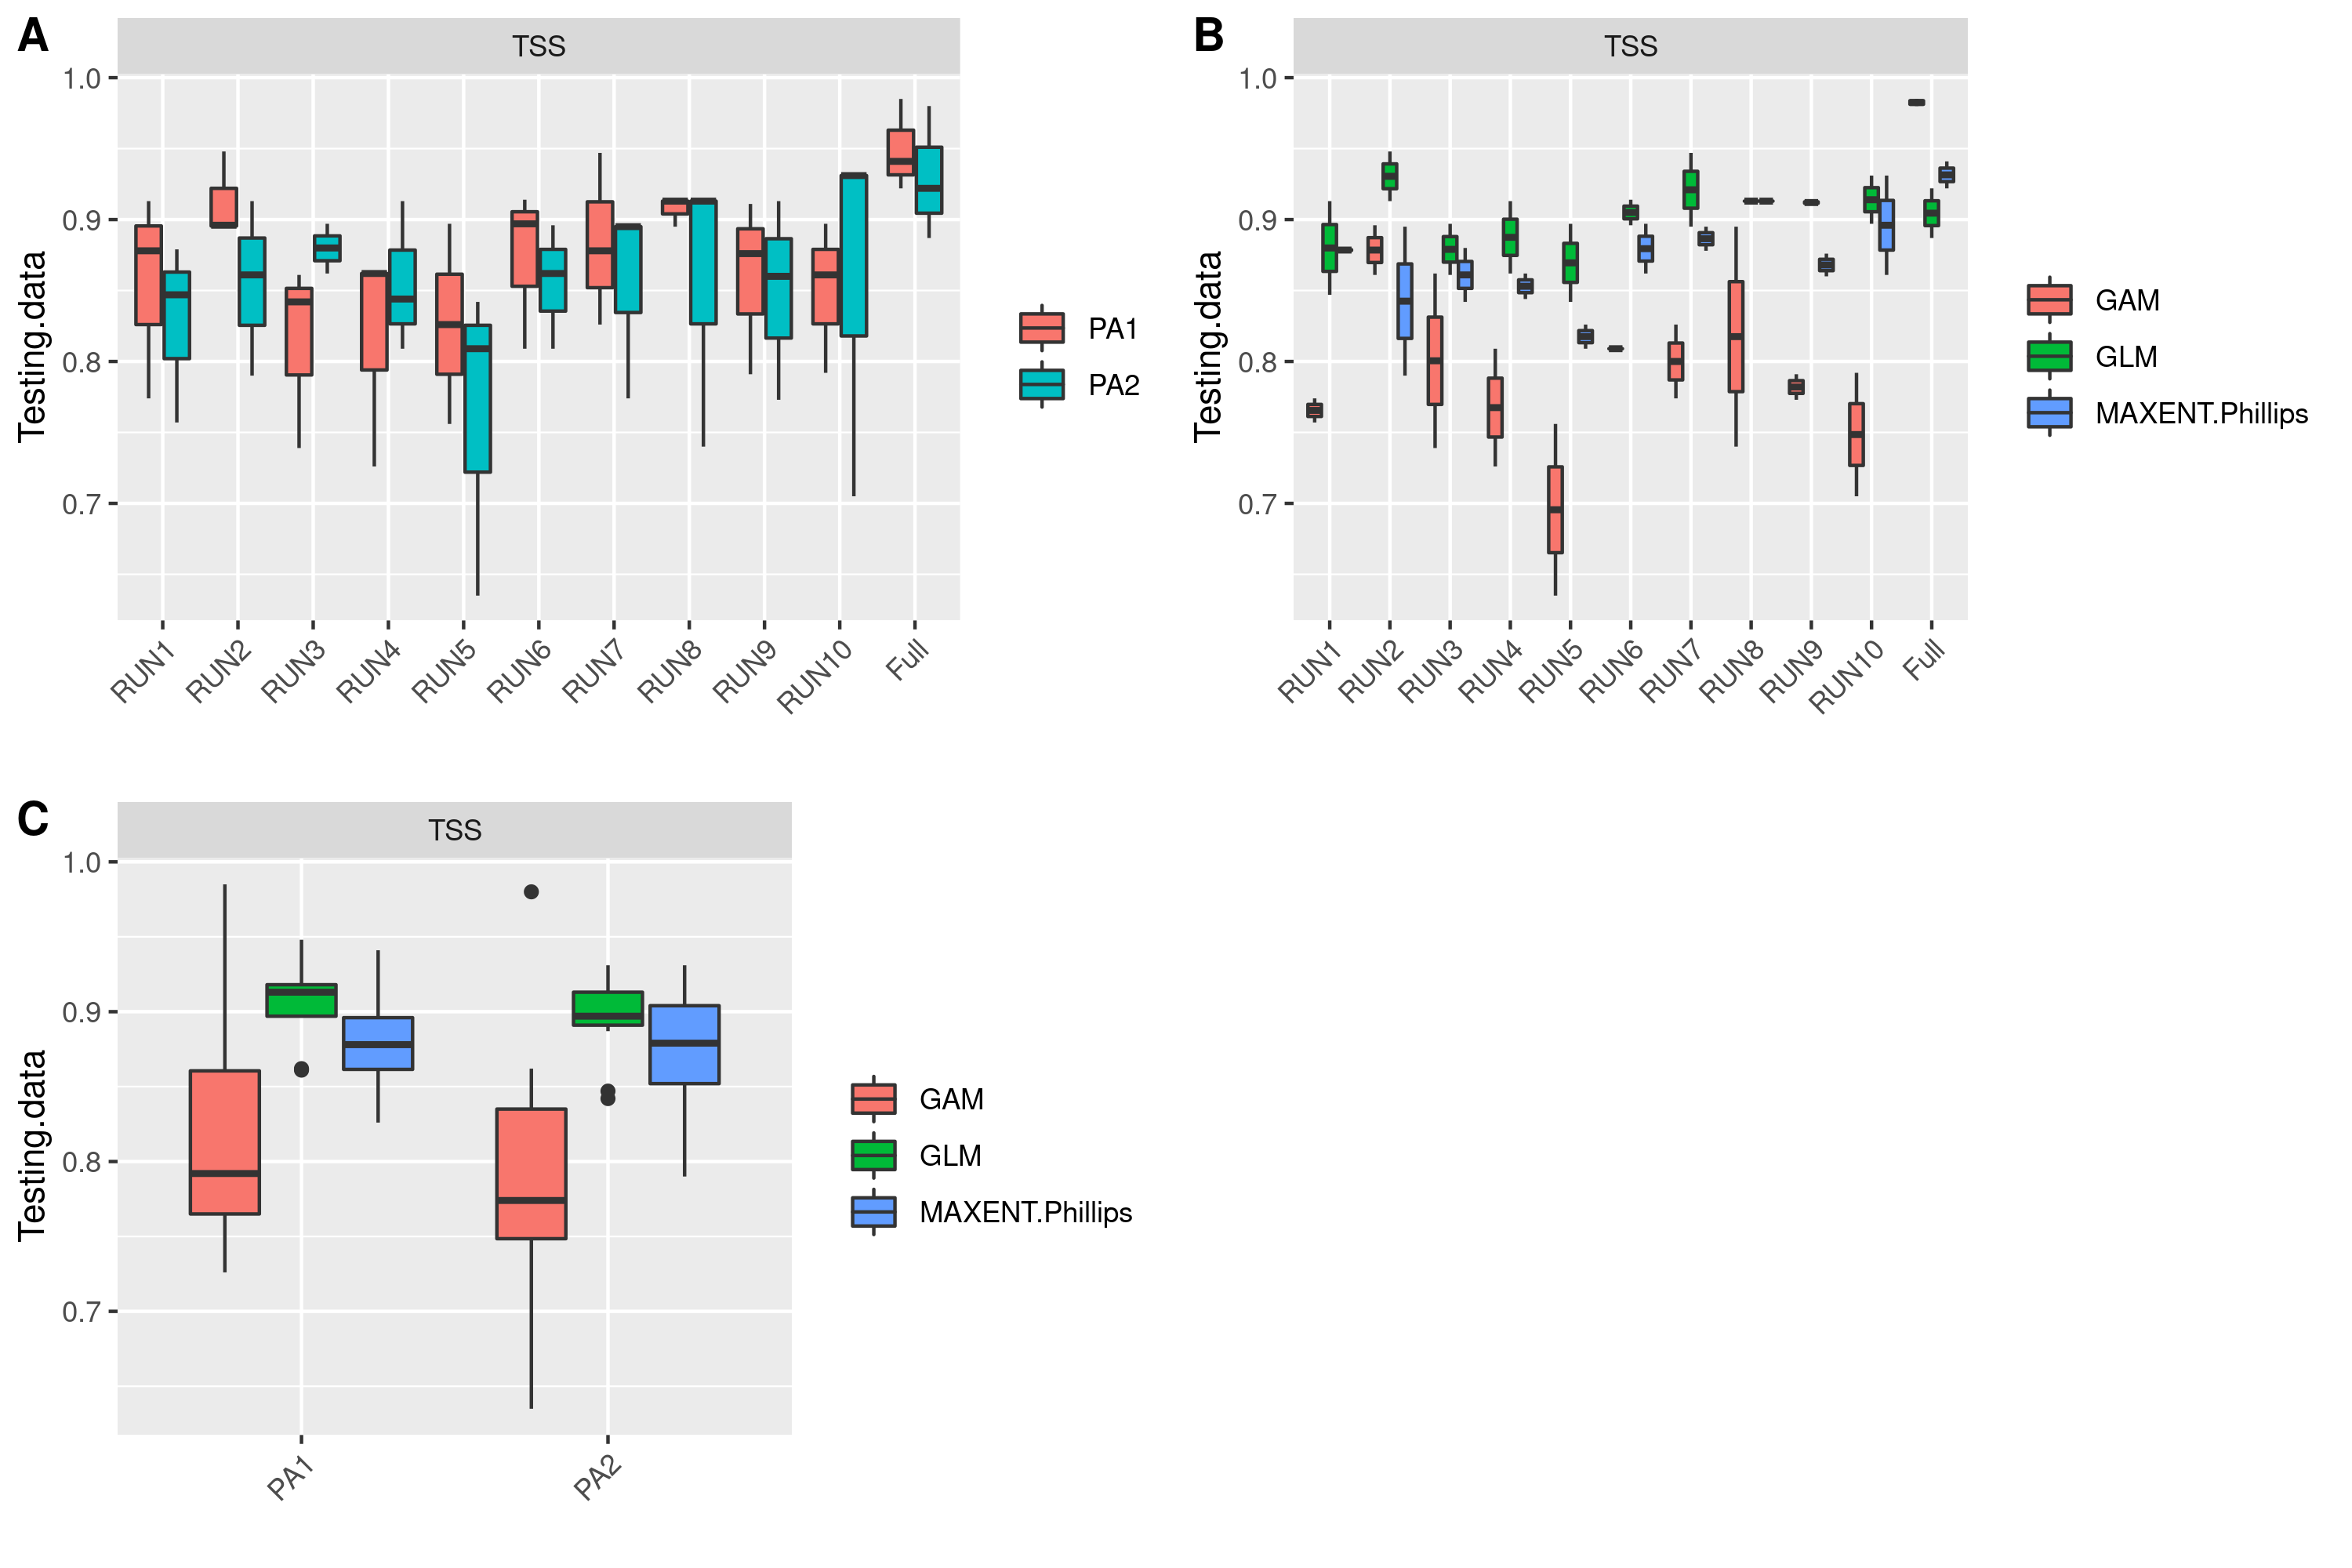 A
TSS
1.0
0.9
0.8
0.7
Testing.data
RUN1
RUN2
RUN3
RUN4
RUN5
RUN6
RUN7
RUN8
RUN9
RUN10
Full
PA1
PA2
B
TSS
1.0
0.9
0.8
0.7
Testing.data
RUN1
RUN2
RUN3
RUN4
RUN5
RUN6
RUN7
RUN8
RUN9
RUN10
Full
GAM
GLM
MAXENT.Phillips
C
TSS
1.0
0.9
0.8
0.7
Testing.data
PA1
PA2
GAM
GLM
MAXENT.Phillips